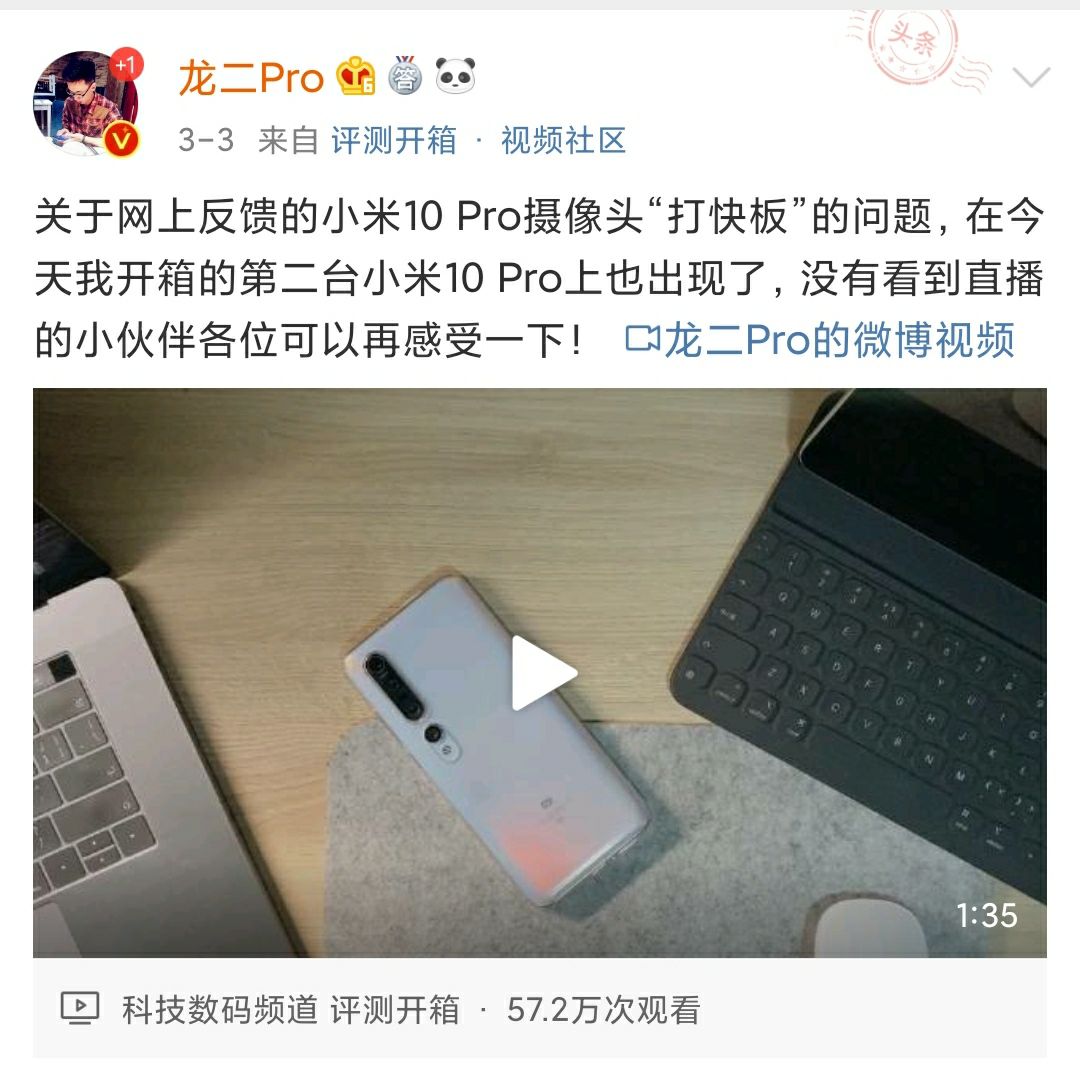 头条
龙二Pro
+1
6
答
3-3 来自 评测开箱 · 视频社区
关于网上反馈的小米10 Pro摄像头“打快板”的问题，在今
天我开箱的第二台小米10 Pro上也出现了，没有看到直播
的小伙伴各位可以再感受一下！ 龙二Pro的微博视频
1:35
科技数码频道 评测开箱 · 57.2万次观看